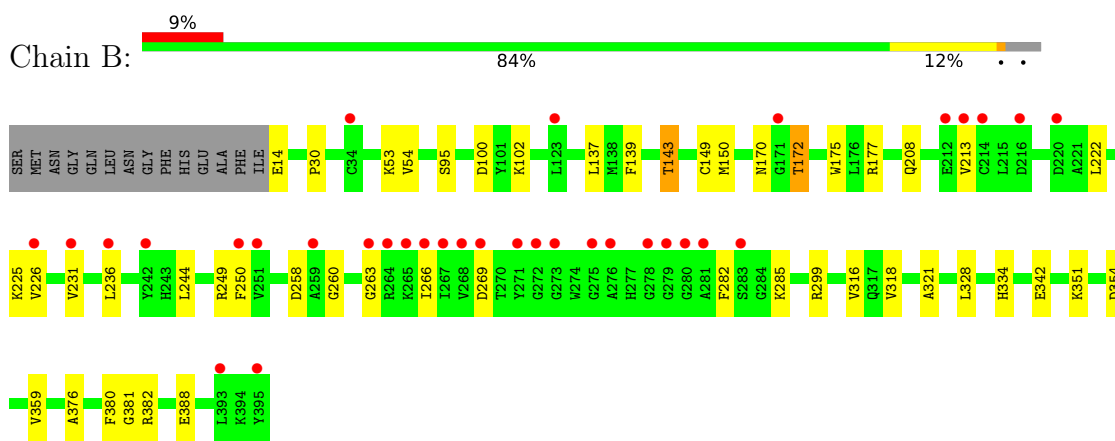 9%
Chain B:
84% 12% • •
SER MET ASN GLY GLN LEU ASN GLY PHE HIS GLU ALA PHE ILE E14 P30 C34 K53 V54 S95 D100 Y101 K102 L123 L137 M138 F139 T143 C149 M150 N170 G171 T172 W175 L176 R177 Q208 E212 V213 C214 L215 D216 D220 A221 L222
K225 V226 V231 L236 Y242 H243 L244 R249 F250 V251 D258 A259 G260 G263 R264 K265 I266 I267 V268 D269 T270 Y271 G272 G273 W274 G275 A276 H277 G278 G279 G280 A281 F282 S283 G284 K285 R299 V316 Q317 V318 A321 L328 H334 E342 K351 D354
V359 A376 F380 G381 R382 E388 L393 K394 Y395